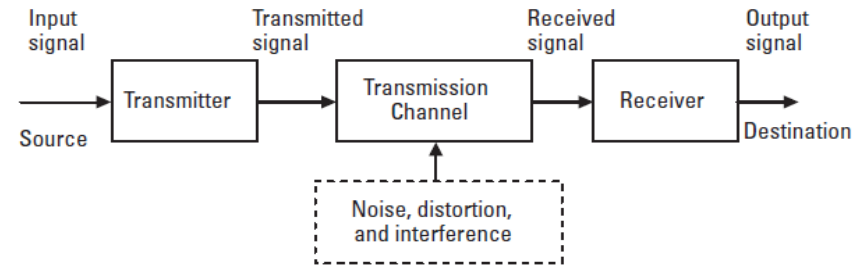 Input
signal
Transmitted
signal
Received
signal
Output
signal
Source
Transmitter
Transmission
Channel
Receiver
Destination
Noise, distortion,
and interference